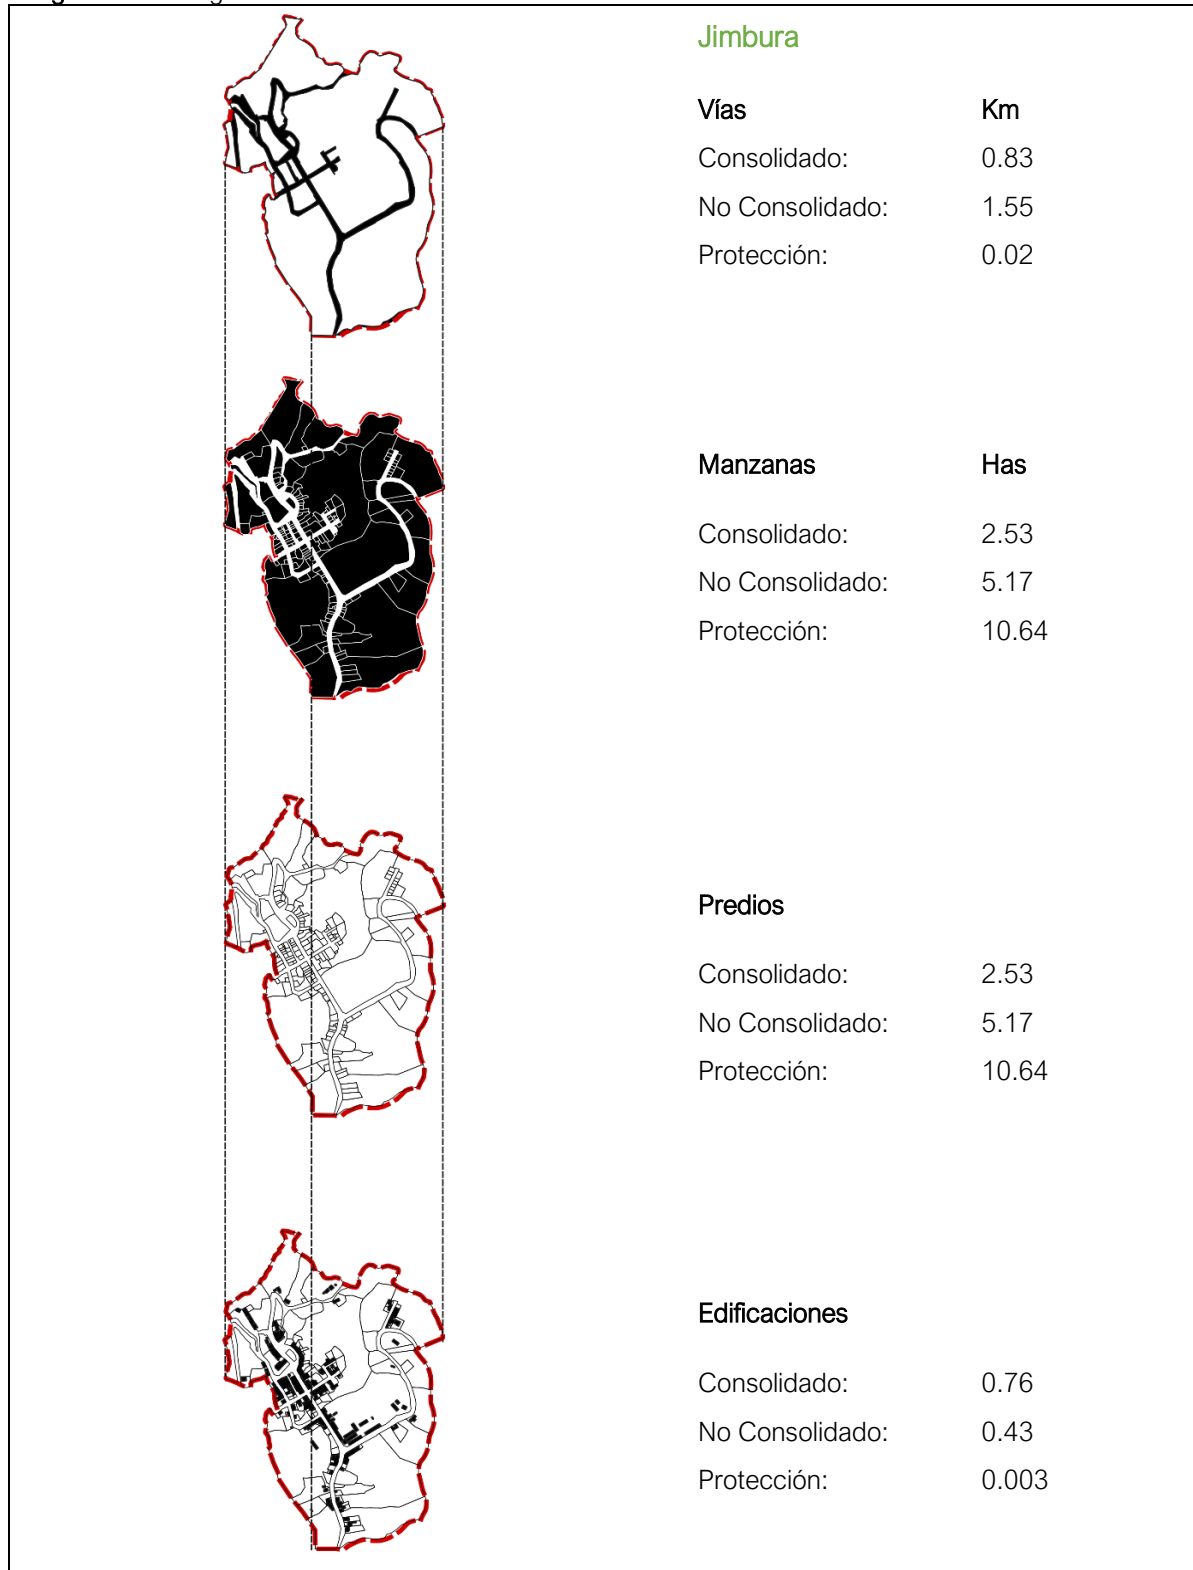 Jimbura
Vías Km
Consolidado: 0.83
No Consolidado: 1.55
Protección: 0.02
Manzanas Has
Consolidado: 2.53
No Consolidado: 5.17
Protección: 10.64
Predios
Consolidado: 2.53
No Consolidado: 5.17
Protección: 10.64
Edificaciones
Consolidado: 0.76
No Consolidado: 0.43
Protección: 0.003